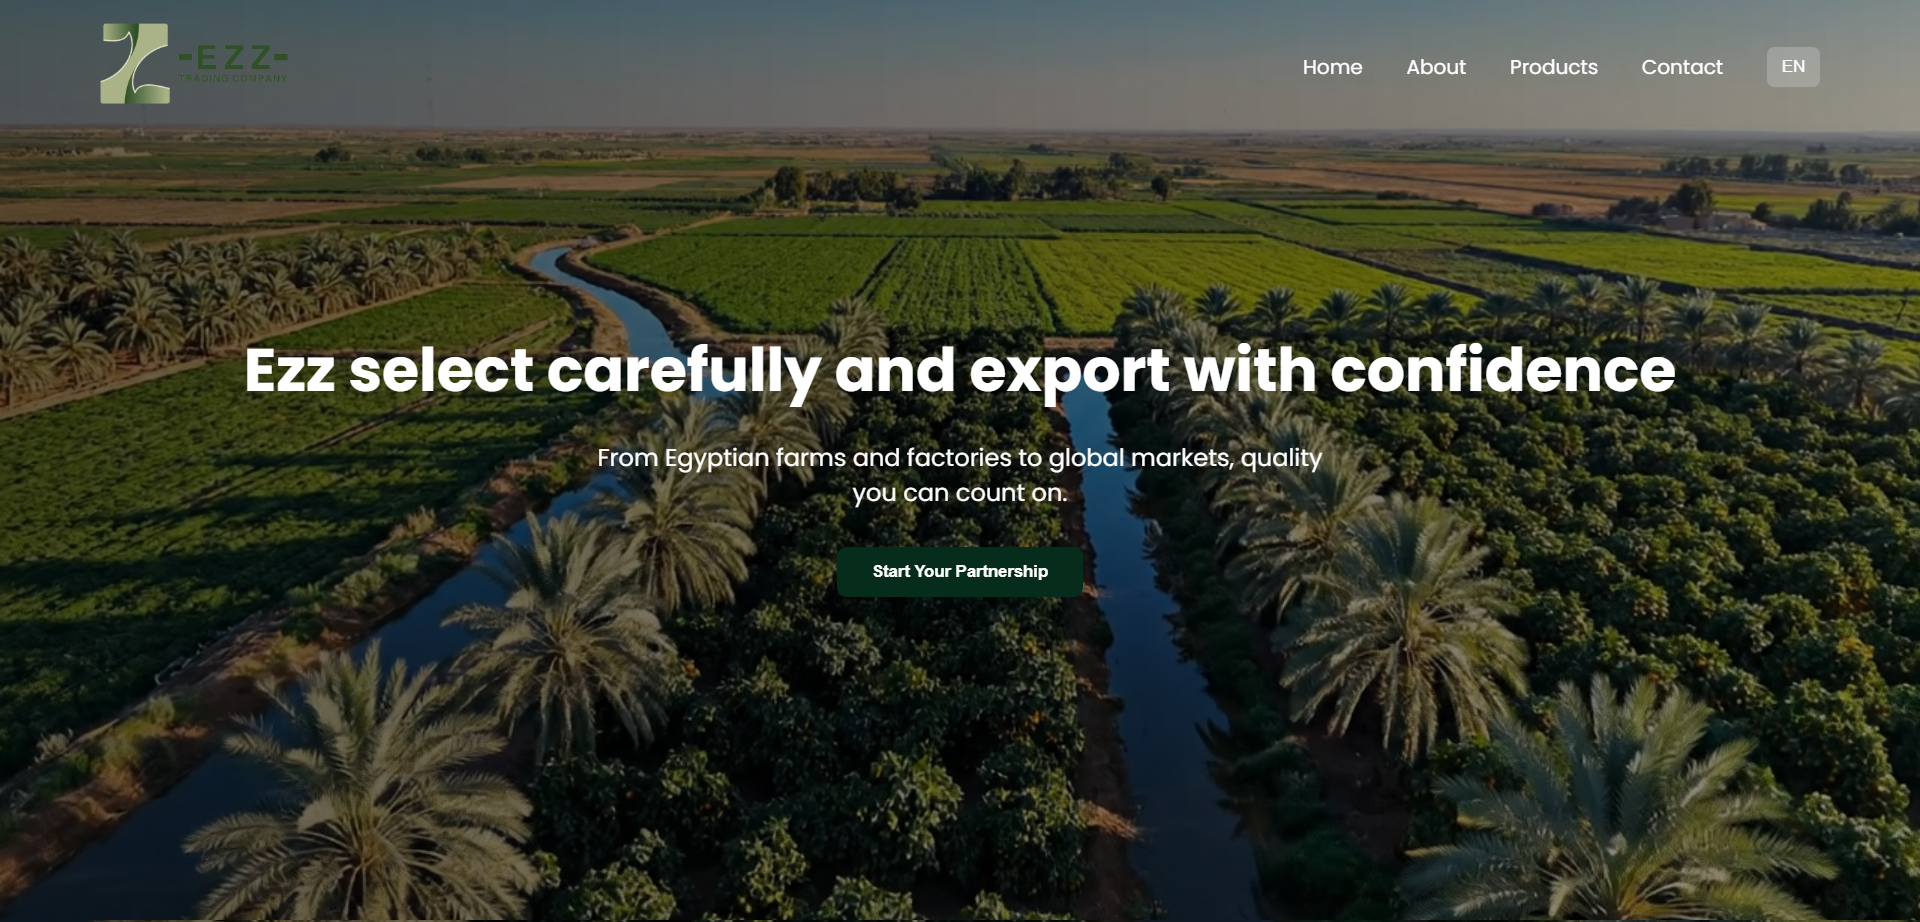 -EZZ-
TRADING COMPANY
Home About Products Contact EN
Ezz select carefully and export with confidence
From Egyptian farms and factories to global markets, quality
you can count on.
Start Your Partnership